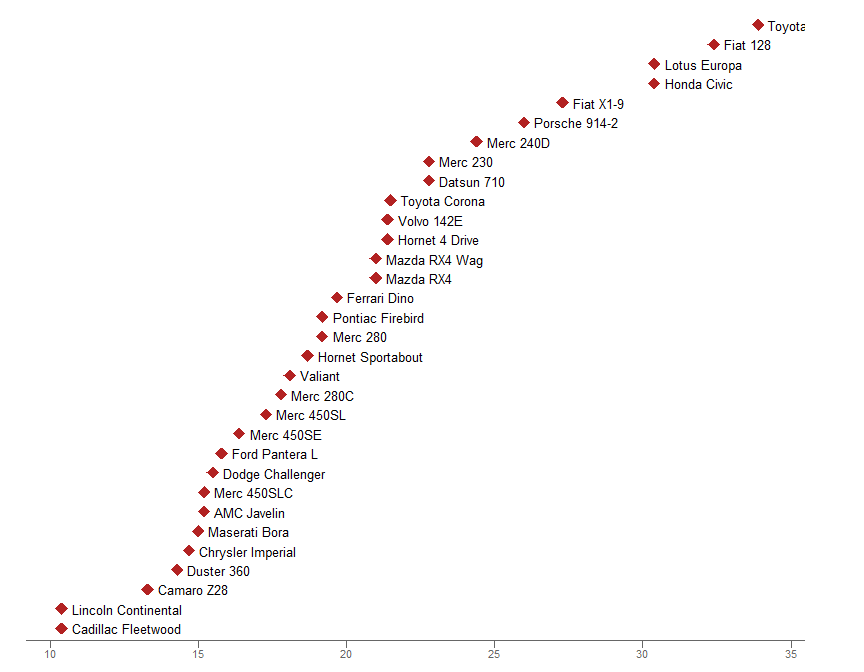 Toyota
Fiat 128
Lotus Europa
Honda Civic
Fiat X1-9
Porsche 914-2
Merc 240D
Merc 230
Datsun 710
Toyota Corona
Volvo 142E
Hornet 4 Drive
Mazda RX4 Wag
Mazda RX4
Ferrari Dino
Pontiac Firebird
Merc 280
Hornet Sportabout
Valiant
Merc 280C
Merc 450SL
Merc 450SE
Ford Pantera L
Dodge Challenger
Merc 450SLC
AMC Javelin
Maserati Bora
Chrysler Imperial
Duster 360
Camaro Z28
Lincoln Continental
Cadillac Fleetwood
10 15 20 25 30 35